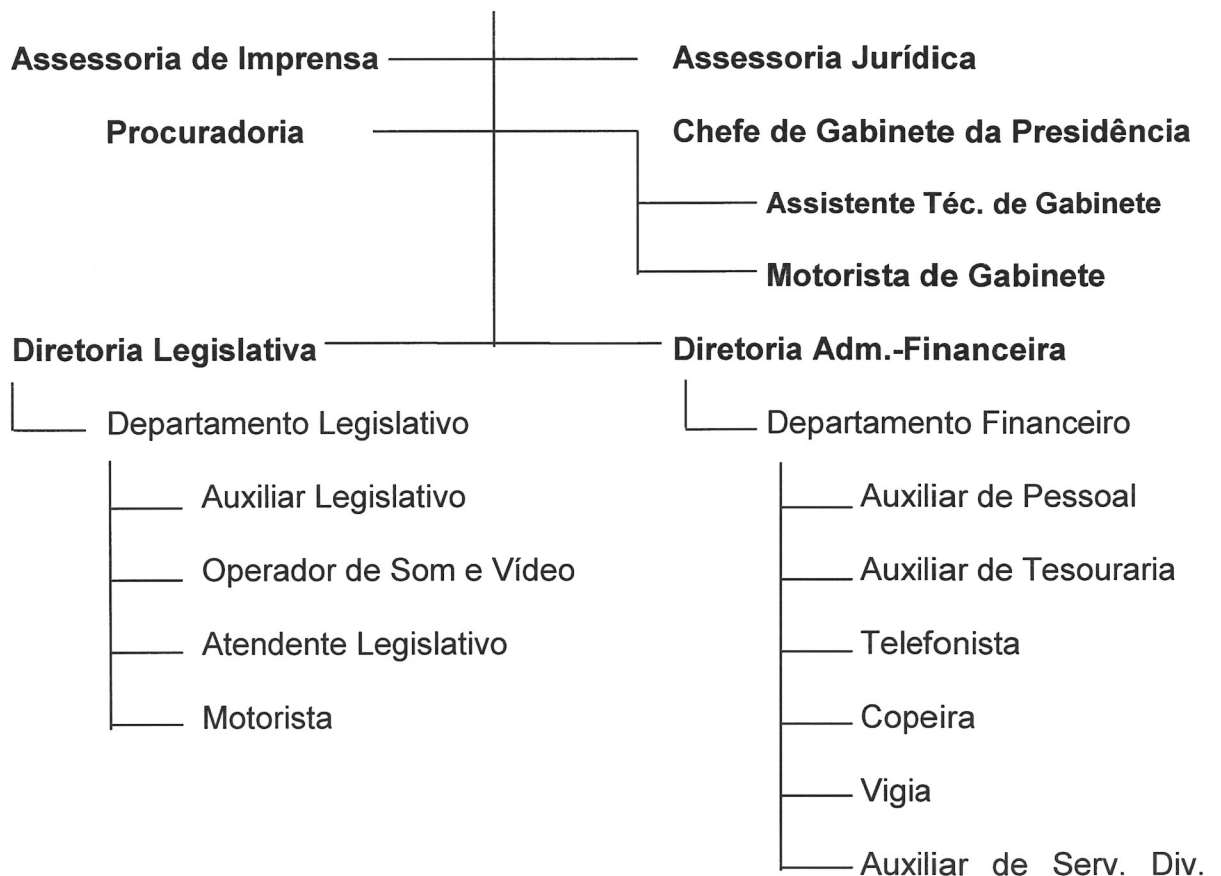 Assessoria de Imprensa
Assessoria Jurídica
Procuradoria
Chefe de Gabinete da Presidência
Assistente Téc. de Gabinete
Motorista de Gabinete
Diretoria Legislativa
Diretoria Adm.-Financeira
Departamento Legislativo
Departamento Financeiro
Auxiliar Legislativo
Auxiliar de Pessoal
Operador de Som e Vídeo
Auxiliar de Tesouraria
Atendente Legislativo
Telefonista
Motorista
Copeira
Vigia
Auxiliar de Serv. Div.